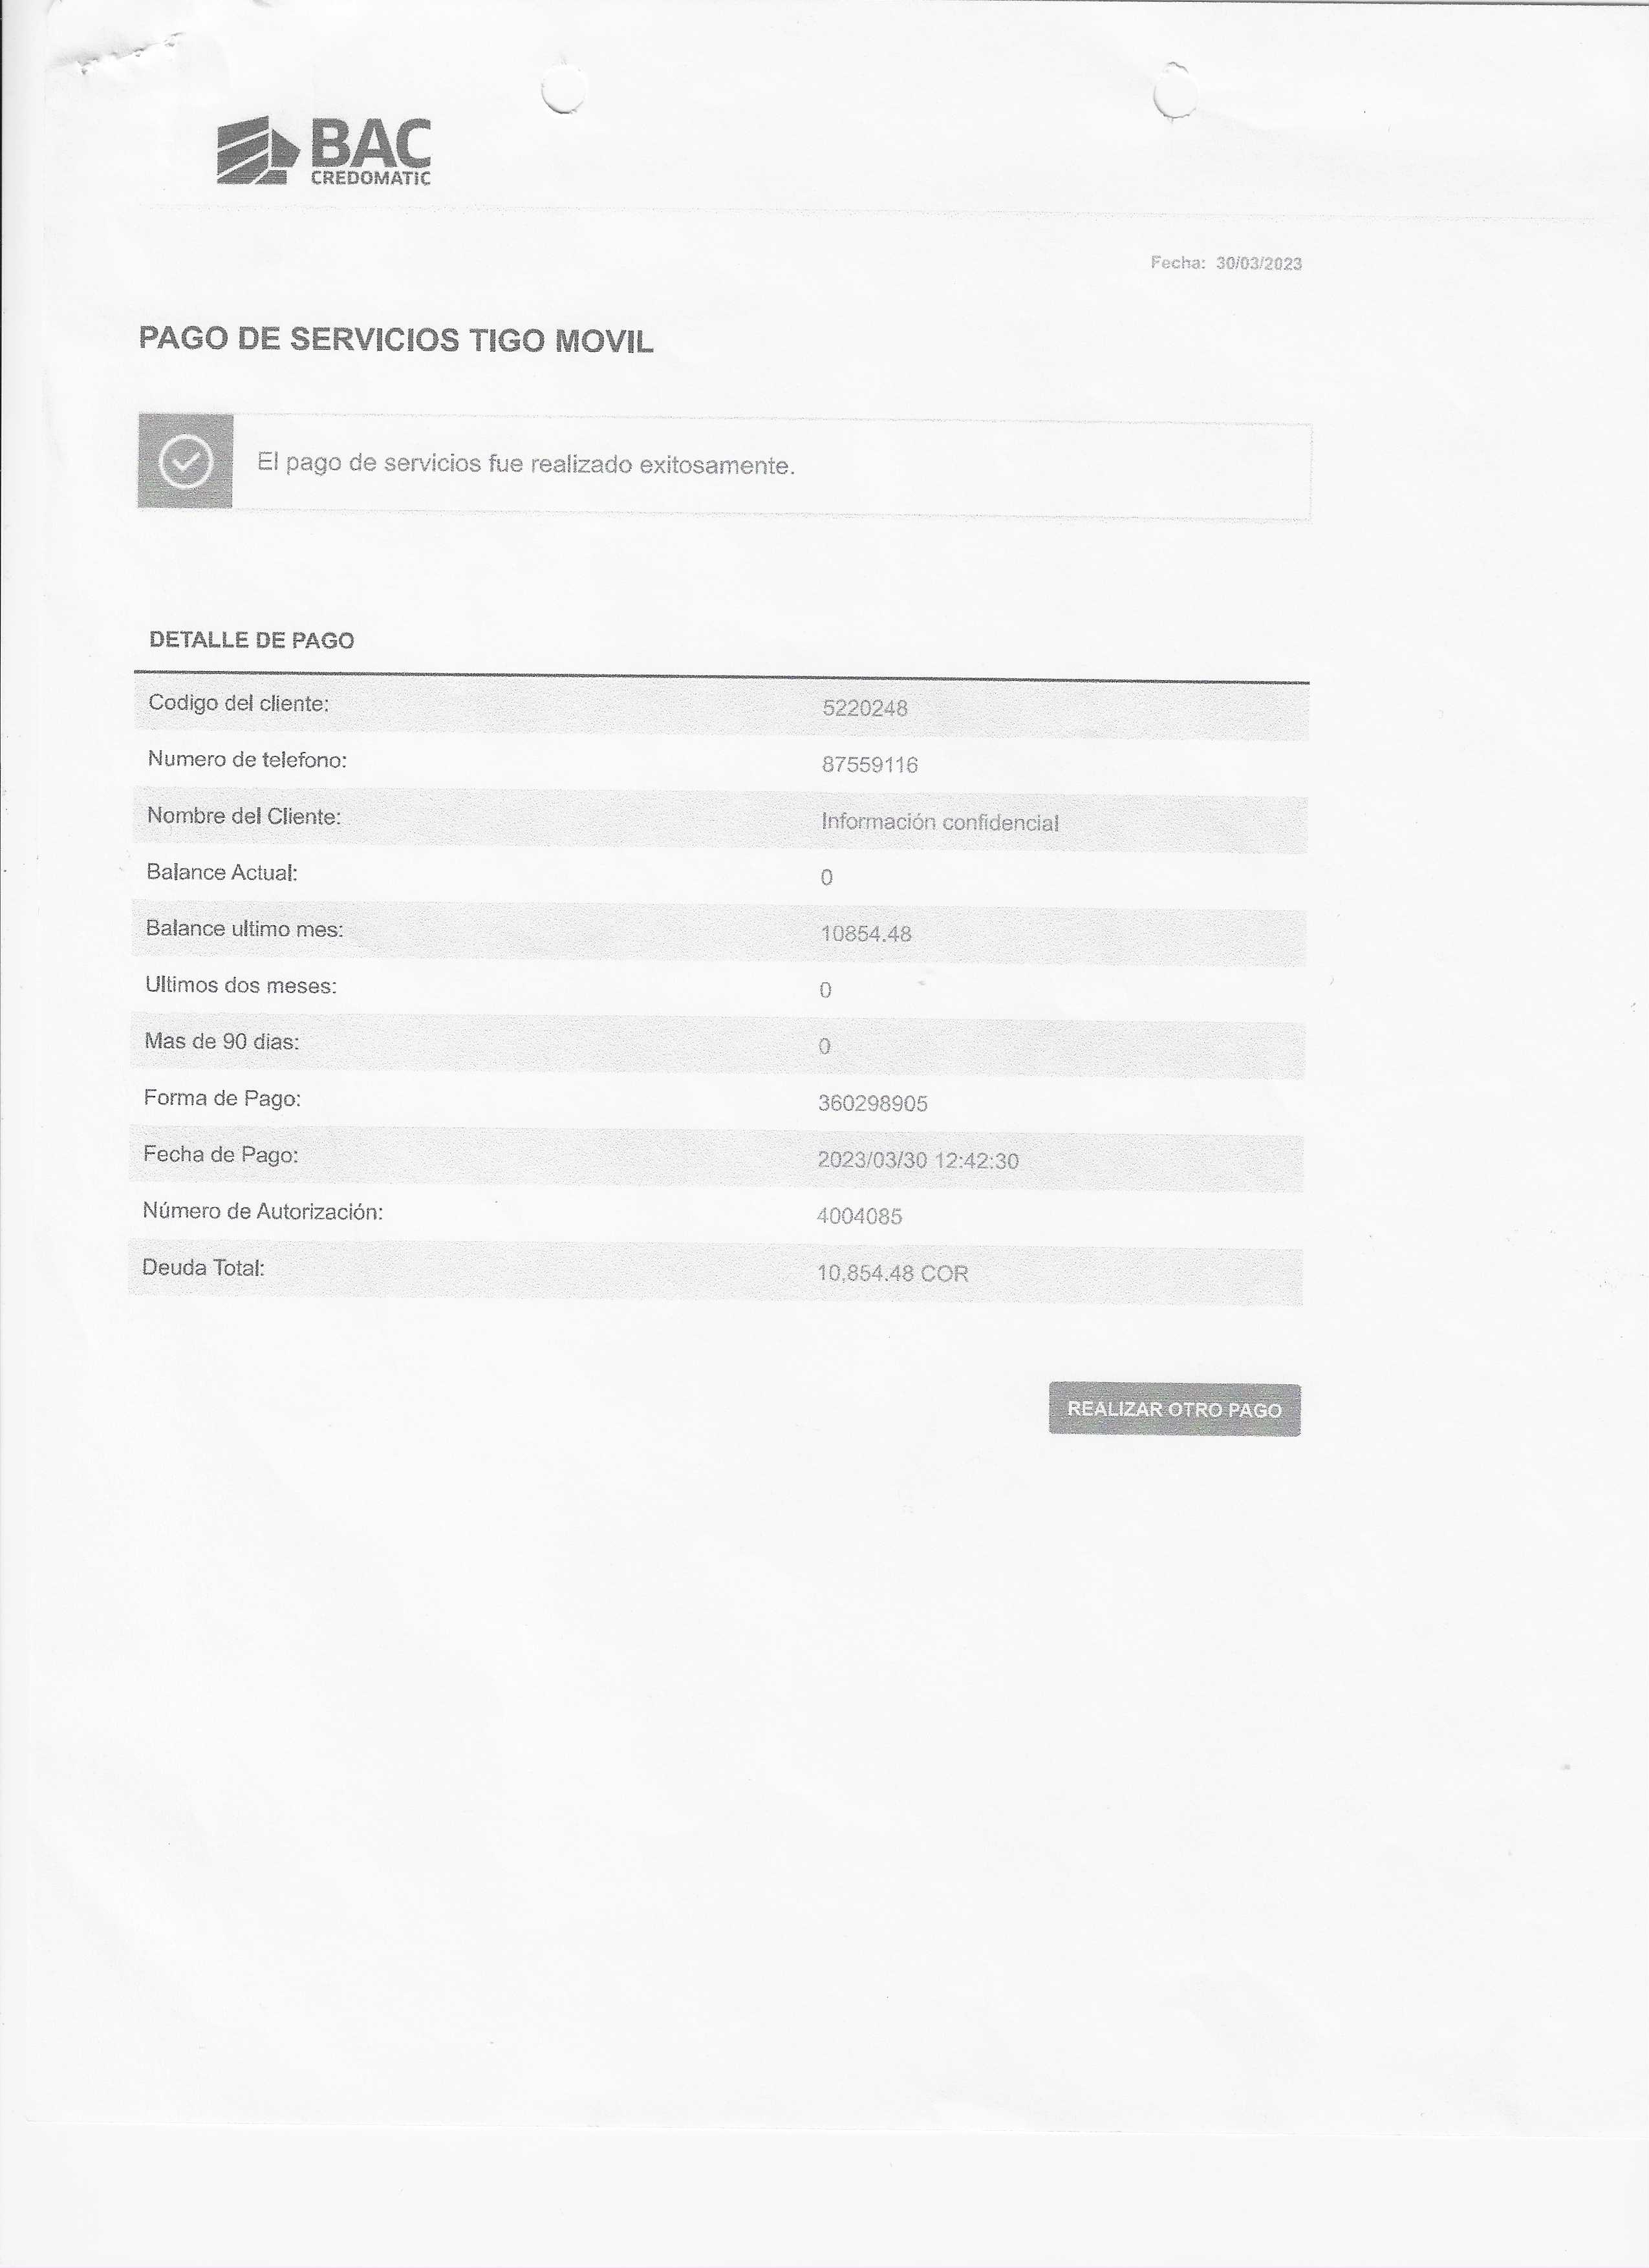 BAC
CREDOMATIC
Fecha: 30/03/2023
PAGO DE SERVICIOS TIGO MOVIL
El pago de servicios fue realizado exitosamente.
DETALLE DE PAGO
Codigo del cliente: 5220248
Numero de telefono: 87559116
Nombre del Cliente: Información confidencial
Balance Actual: 0
Balance ultimo mes: 10854.48
Ultimos dos meses: 0
Mas de 90 dias: 0
Forma de Pago: 360298905
Fecha de Pago: 2023/03/30 12:42:30
Número de Autorización: 4004085
Deuda Total: 10,854.48 COR
REALIZAR OTRO PAGO